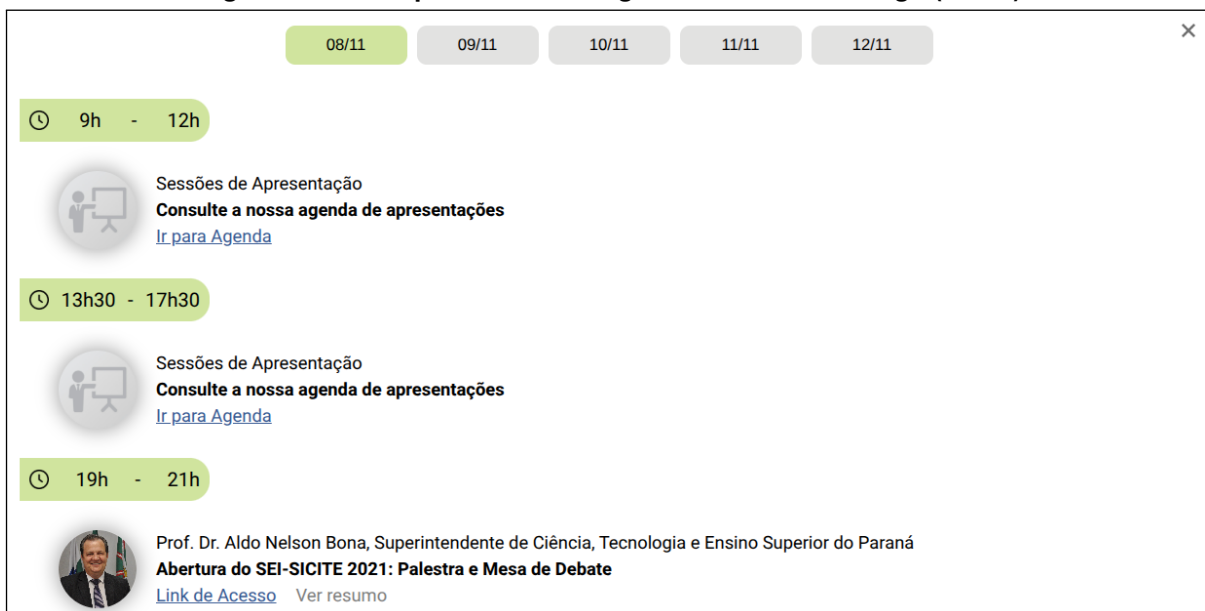 08/11 09/11 10/11 11/11 12/11
9h - 12h
Sessões de Apresentação
Consulte a nossa agenda de apresentações
Ir para Agenda
13h30 - 17h30
Sessões de Apresentação
Consulte a nossa agenda de apresentações
Ir para Agenda
19h - 21h
Prof. Dr. Aldo Nelson Bona, Superintendente de Ciência, Tecnologia e Ensino Superior do Paraná
Abertura do SEI-SICITE 2021: Palestra e Mesa de Debate
Link de Acesso Ver resumo